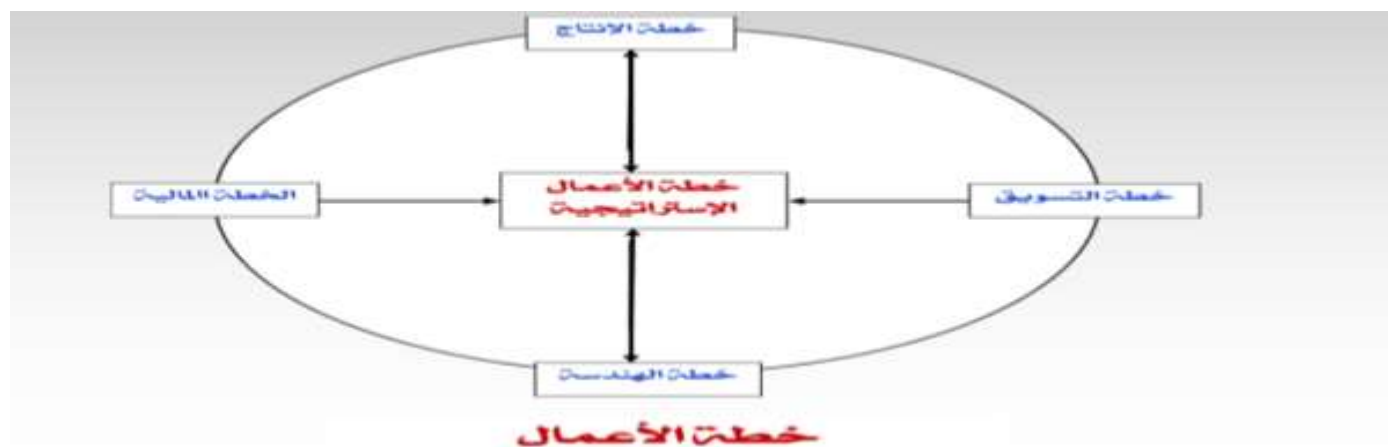 خطة الإنتاج
خطة الأعمال
الإستراتيجية
الخطة المالية
خطة التسويق
خطة الهندسة
خطة الأعمال